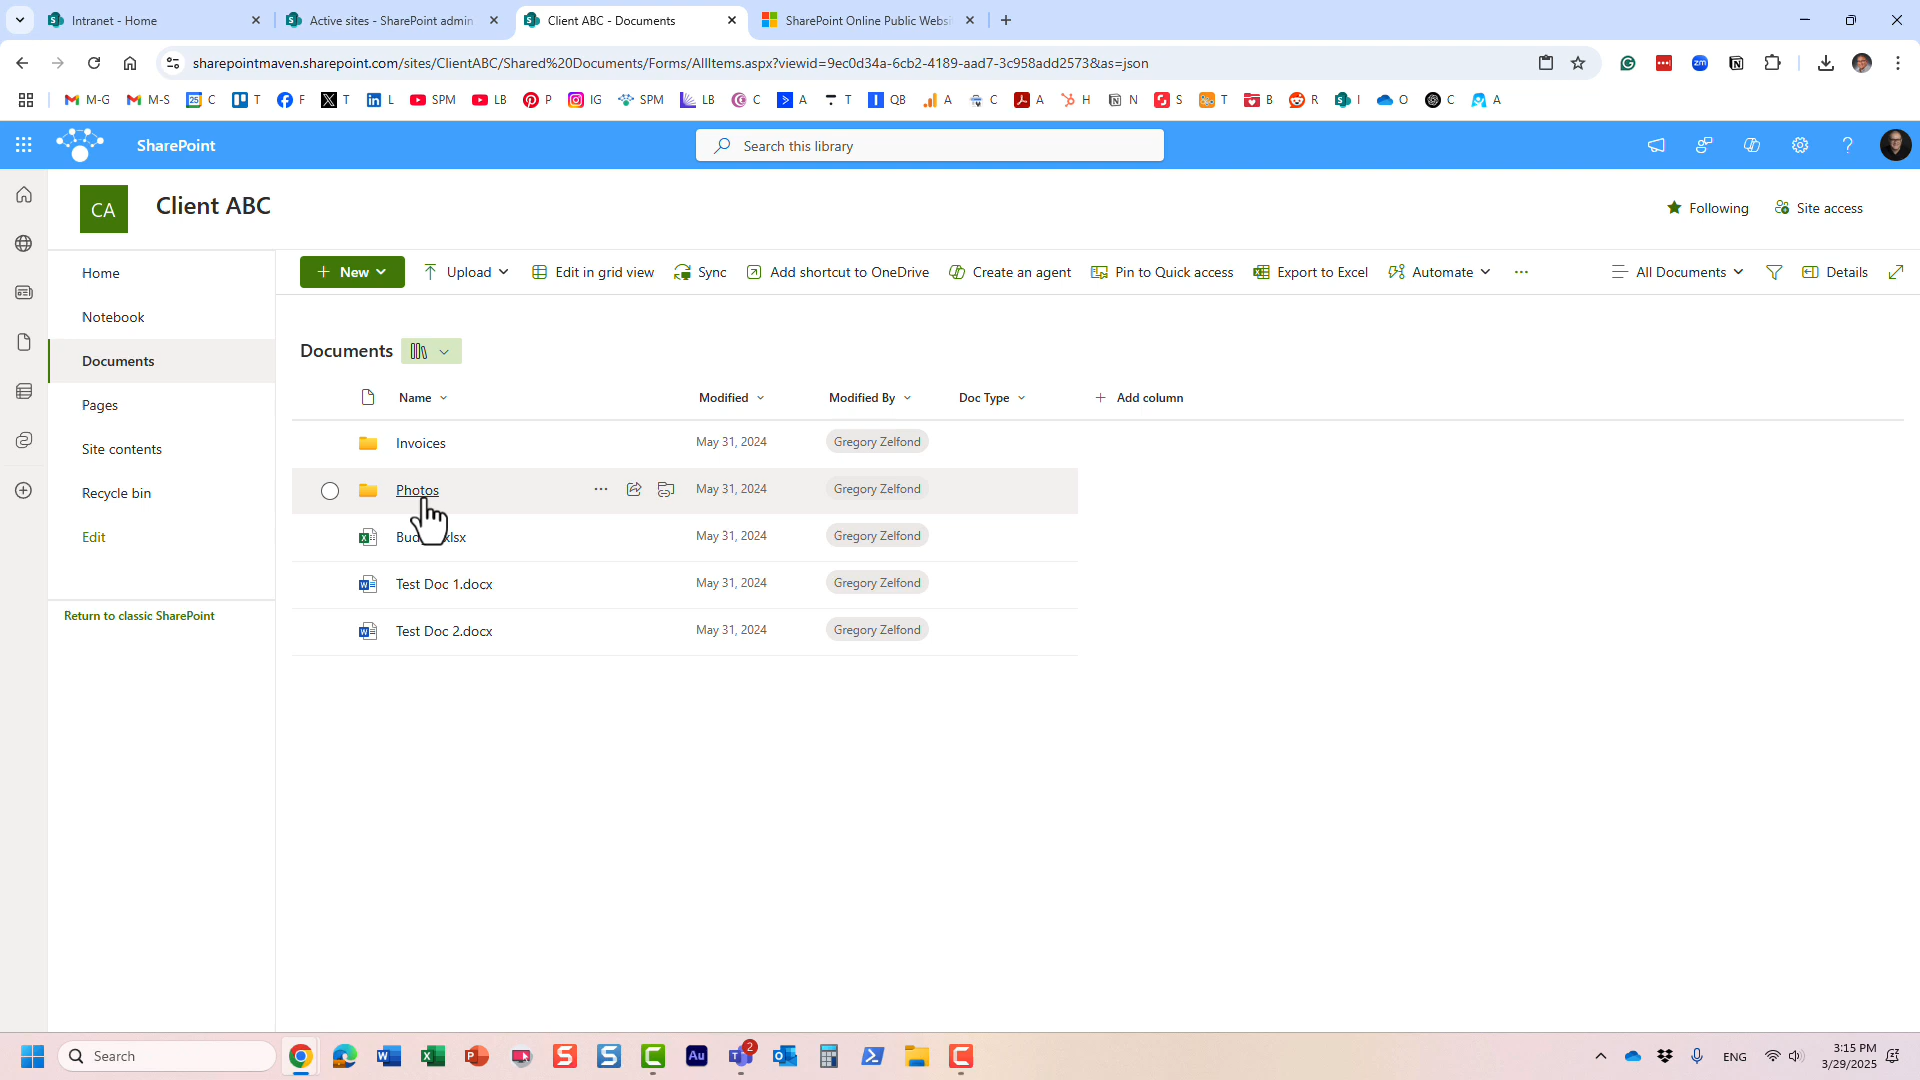 Intranet - Home
Active sites - SharePoint admin
Client ABC - Documents
SharePoint Online Public Websi
sharepointmaven.sharepoint.com/sites/ClientABC/Shared%20Documents/Forms/AllItems.aspx?viewid=9ec0d34a-6cb2-4189-aad7-3c958add2573&as=json
M-G M-S C T F T L SPM LB P IG SPM LB C A T QB A C A H N S T B R I O C A
SharePoint
Search this library
CA
Client ABC
Following
Site access
Home
Notebook
Documents
Pages
Site contents
Recycle bin
Edit
Return to classic SharePoint
New Upload Edit in grid view Sync Add shortcut to OneDrive Create an agent Pin to Quick access Export to Excel Automate All Documents Details
Documents
Name Modified Modified By Doc Type Add column
Invoices May 31, 2024 Gregory Zelfond
Photos May 31, 2024 Gregory Zelfond
May 31, 2024 Gregory Zelfond
Test Doc 1.docx May 31, 2024 Gregory Zelfond
Test Doc 2.docx May 31, 2024 Gregory Zelfond
Search
Au
2
ENG
3:15 PM
3/29/2025